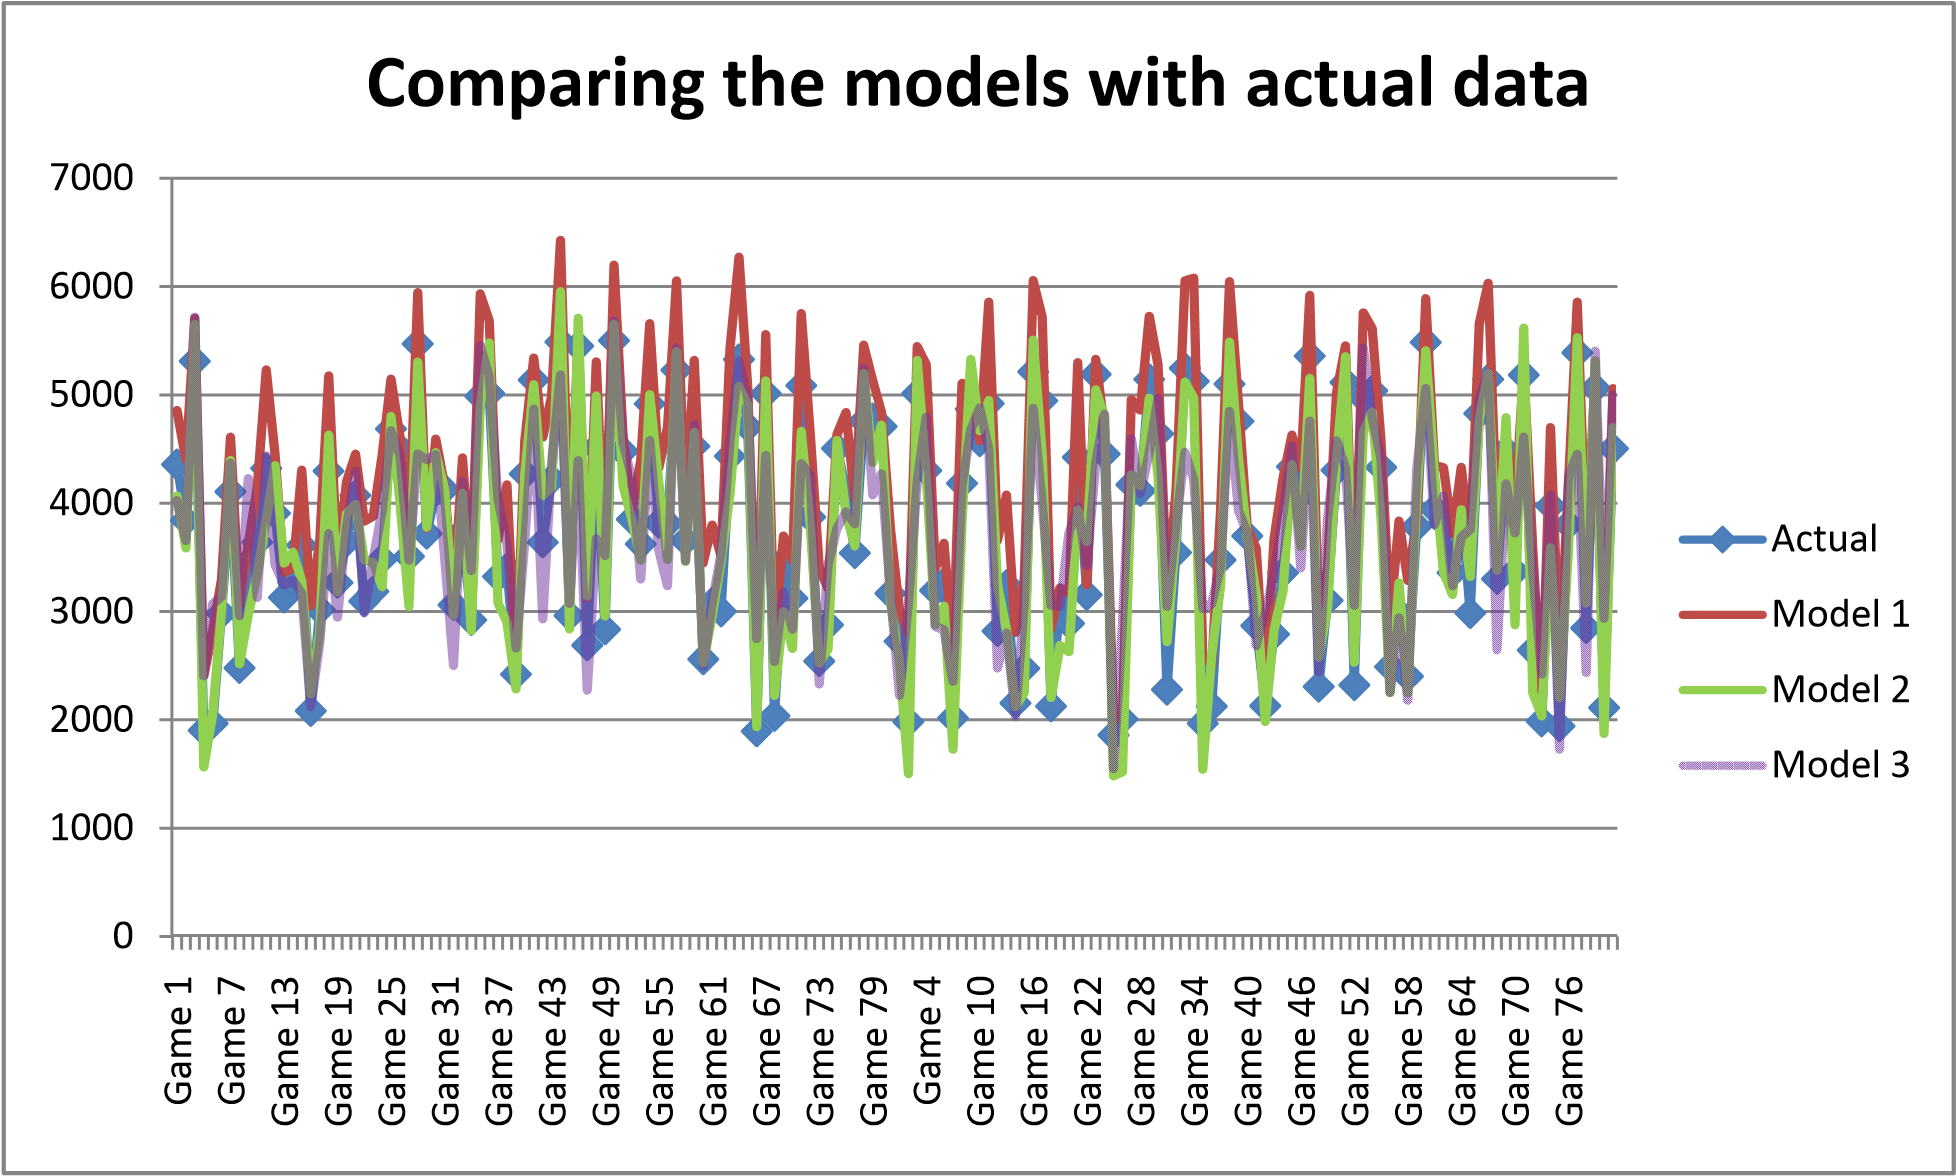 Comparing the models with actual data
7000
6000
5000
4000
3000
2000
1000
0
Actual
Model 1
Model 2
Model 3
Game 1
Game 7
Game 13
Game 19
Game 25
Game 31
Game 37
Game 43
Game 49
Game 55
Game 61
Game 67
Game 73
Game 79
Game 4
Game 10
Game 16
Game 22
Game 28
Game 34
Game 40
Game 46
Game 52
Game 58
Game 64
Game 70
Game 76